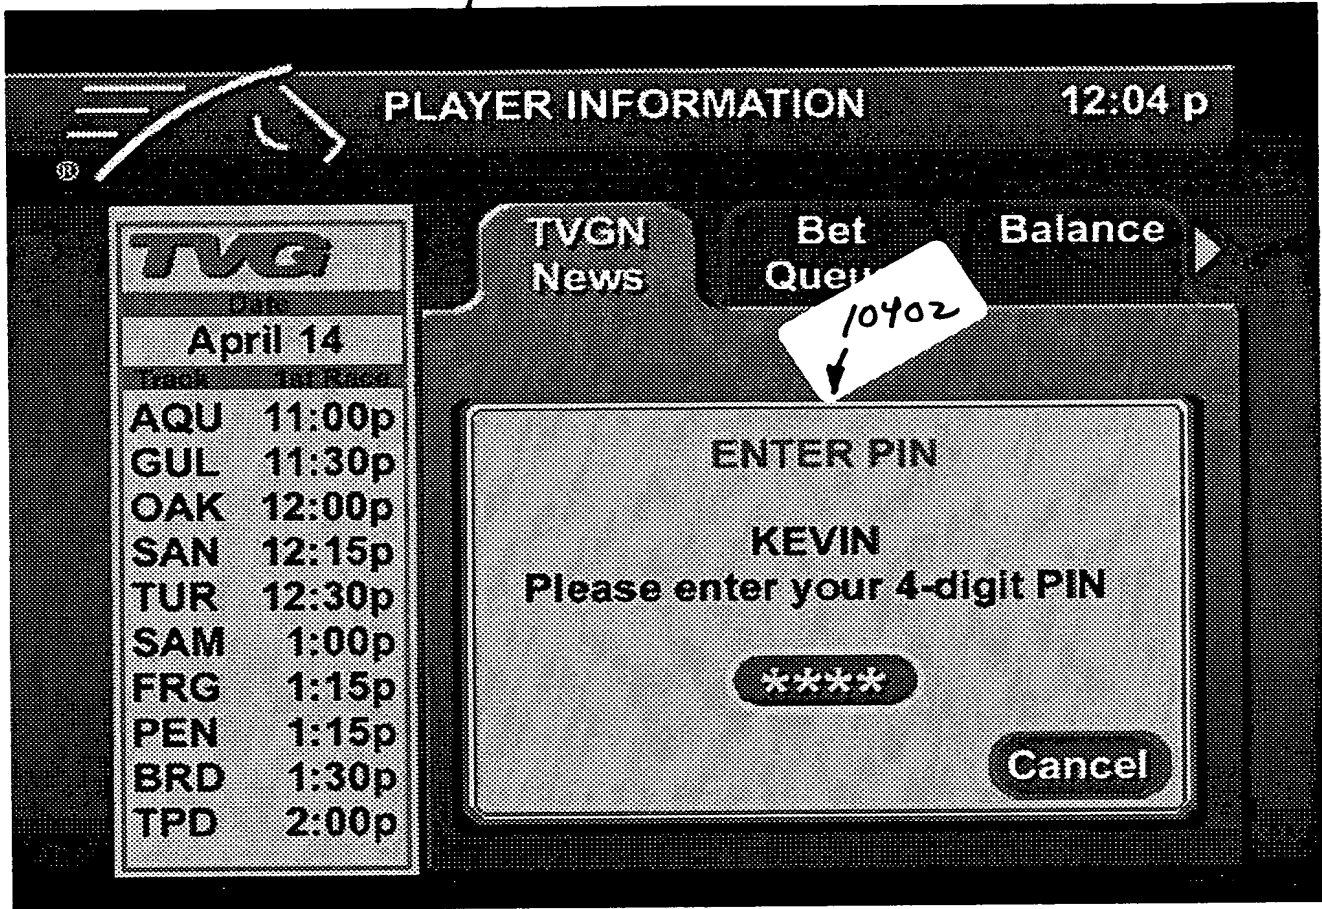 PLAYER INFORMATION 12:04 p
®
TVG
Date
April 14
Track 1st Race
AQU 11:00p
GUL 11:30p
OAK 12:00p
SAN 12:15p
TUR 12:30p
SAM 1:00p
FRG 1:15p
PEN 1:15p
BRD 1:30p
TPD 2:00p
TVGN
News
Bet
Queu
Balance
10402
ENTER PIN
KEVIN
Please enter your 4-digit PIN
****
Cancel